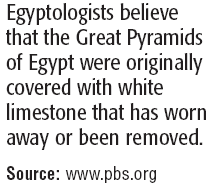 Egyptologists believe
that the Great Pyramids
of Egypt were originally
covered with white
limestone that has worn
away or been removed.
Source: www.pbs.org